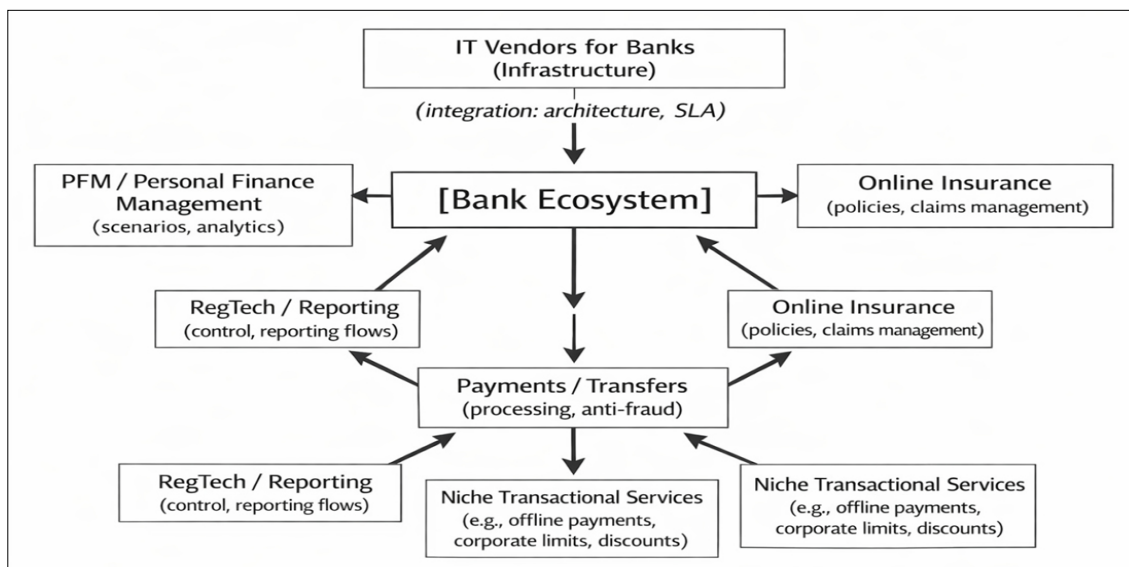 IT Vendors for Banks
(Infrastructure)
(integration: architecture, SLA)
PFM / Personal Finance
Management
(scenarios, analytics)
[Bank Ecosystem]
Online Insurance
(policies, claims management)
RegTech / Reporting
(control, reporting flows)
Online Insurance
(policies, claims management)
Payments / Transfers
(processing, anti-fraud)
RegTech / Reporting
(control, reporting flows)
Niche Transactional Services
(e.g., offline payments,
corporate limits, discounts)
Niche Transactional Services
(e.g., offline payments,
corporate limits, discounts)